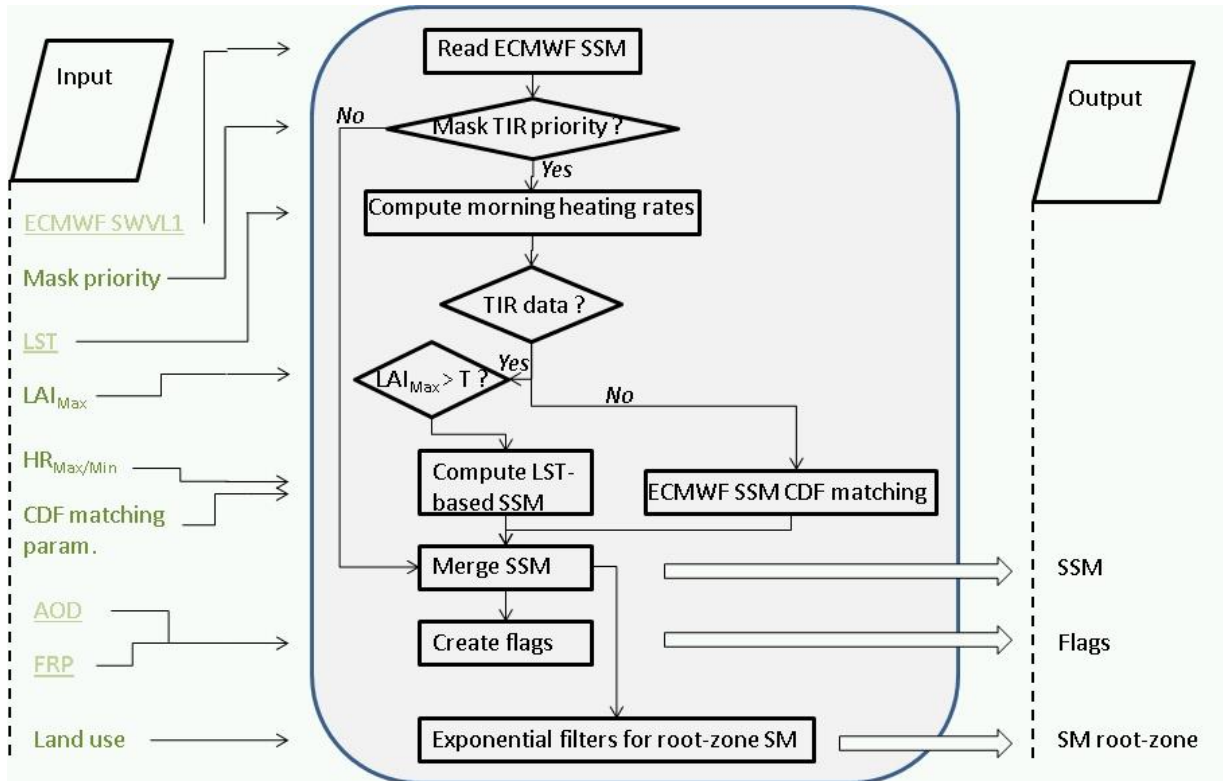 Input
ECMWF SWVL1
Mask priority
LST
LAIMax
HRMax/Min
CDF matching
param.
AOD
FRP
Land use
Read ECMWF SSM
Mask TIR priority ?
No
Yes
Compute morning heating rates
TIR data ?
Yes
LAIMax > T ?
No
Compute LST-
based SSM
ECMWF SSM CDF matching
Merge SSM
Create flags
Exponential filters for root-zone SM
Output
SSM
Flags
SM root-zone